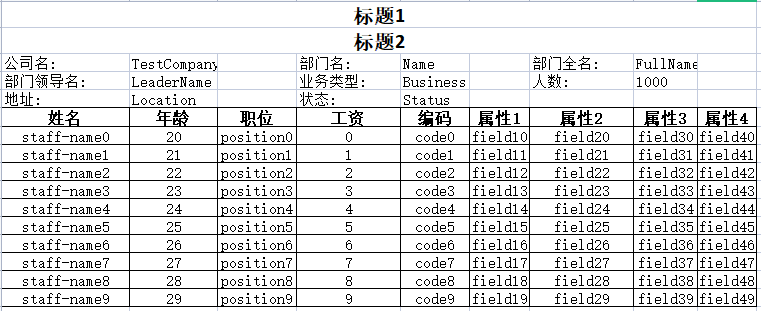 标题1
标题2
公司名: TestCompany 部门名: Name 部门全名: FullName
部门领导名: LeaderName 业务类型: Business 人数: 1000
地址: Location 状态: Status
姓名 年龄 职位 工资 编码 属性1 属性2 属性3 属性4
staff-name0 20 position0 0 code0 field10 field20 field30 field40
staff-name1 21 position1 1 code1 field11 field21 field31 field41
staff-name2 22 position2 2 code2 field12 field22 field32 field42
staff-name3 23 position3 3 code3 field13 field23 field33 field43
staff-name4 24 position4 4 code4 field14 field24 field34 field44
staff-name5 25 position5 5 code5 field15 field25 field35 field45
staff-name6 26 position6 6 code6 field16 field26 field36 field46
staff-name7 27 position7 7 code7 field17 field27 field37 field47
staff-name8 28 position8 8 code8 field18 field28 field38 field48
staff-name9 29 position9 9 code9 field19 field29 field39 field49